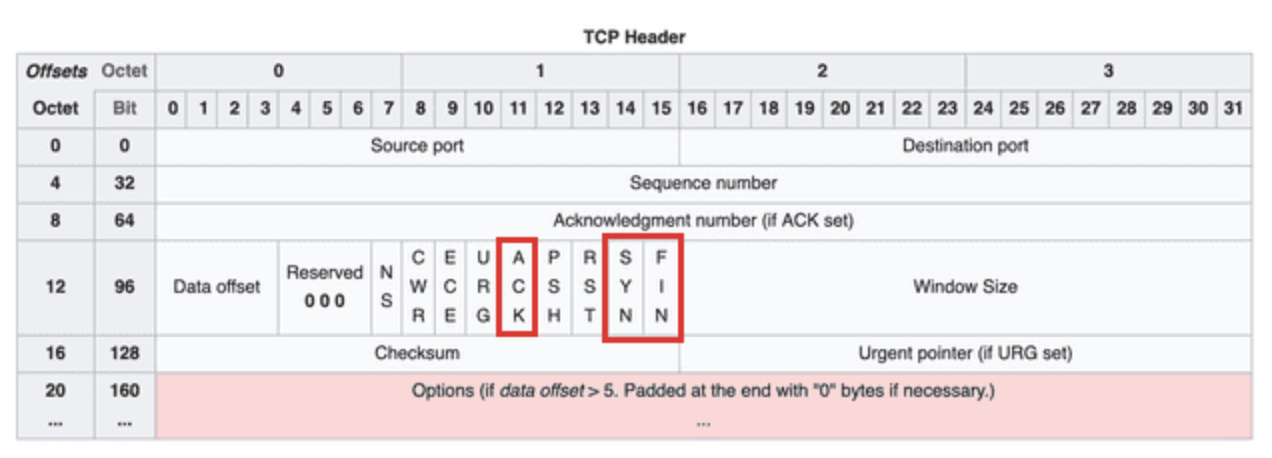 TCP Header
Offsets Octet 0 1 2 3
Octet Bit 0 1 2 3 4 5 6 7 8 9 10 11 12 13 14 15 16 17 18 19 20 21 22 23 24 25 26 27 28 29 30 31
0 0 Source port Destination port
4 32 Sequence number
8 64 Acknowledgment number (if ACK set)
12 96 Data offset Reserved 0 0 0 NS CWR ECE URG ACK PSH RST SYN FIN Window Size
16 128 Checksum Urgent pointer (if URG set)
20 160 Options (if data offset > 5. Padded at the end with "0" bytes if necessary.)
... ... ...